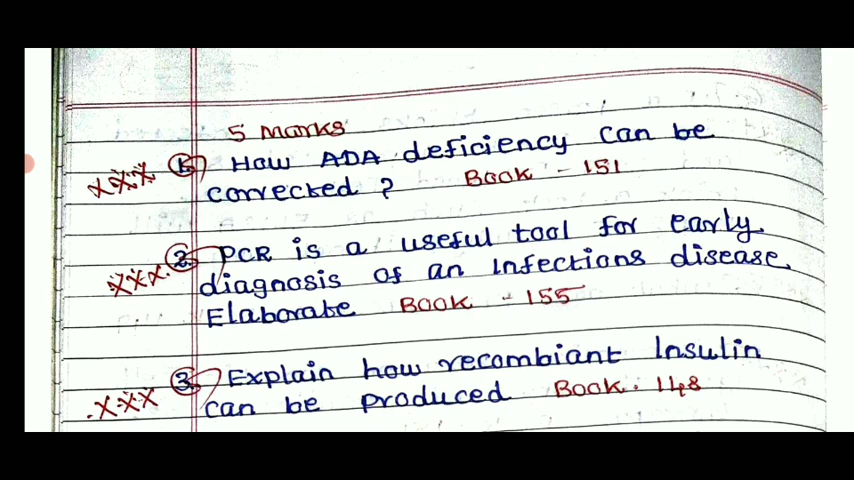 5 Marks
xxx 1. How ADA deficiency can be
corrected ? Book - 151
xxx. 2. PCR is a useful tool for early
diagnosis of an infections disease.
Elaborate Book - 155
.x.x.x 3. Explain how recombiant Insulin
can be produced Book. 148